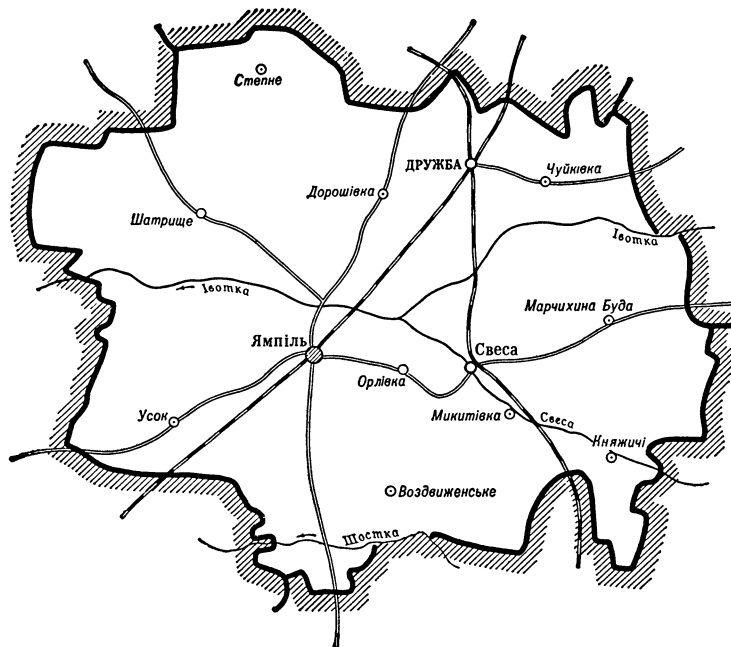 Степне
ДРУЖБА
Чуйківка
Дорошівка
Шатрище
Івотка
Івотка
Марчихина Буда
Ямпіль
Свеса
Орлівка
Усок
Микитівка
Свеса
Княжичі
Воздвиженське
Шостка